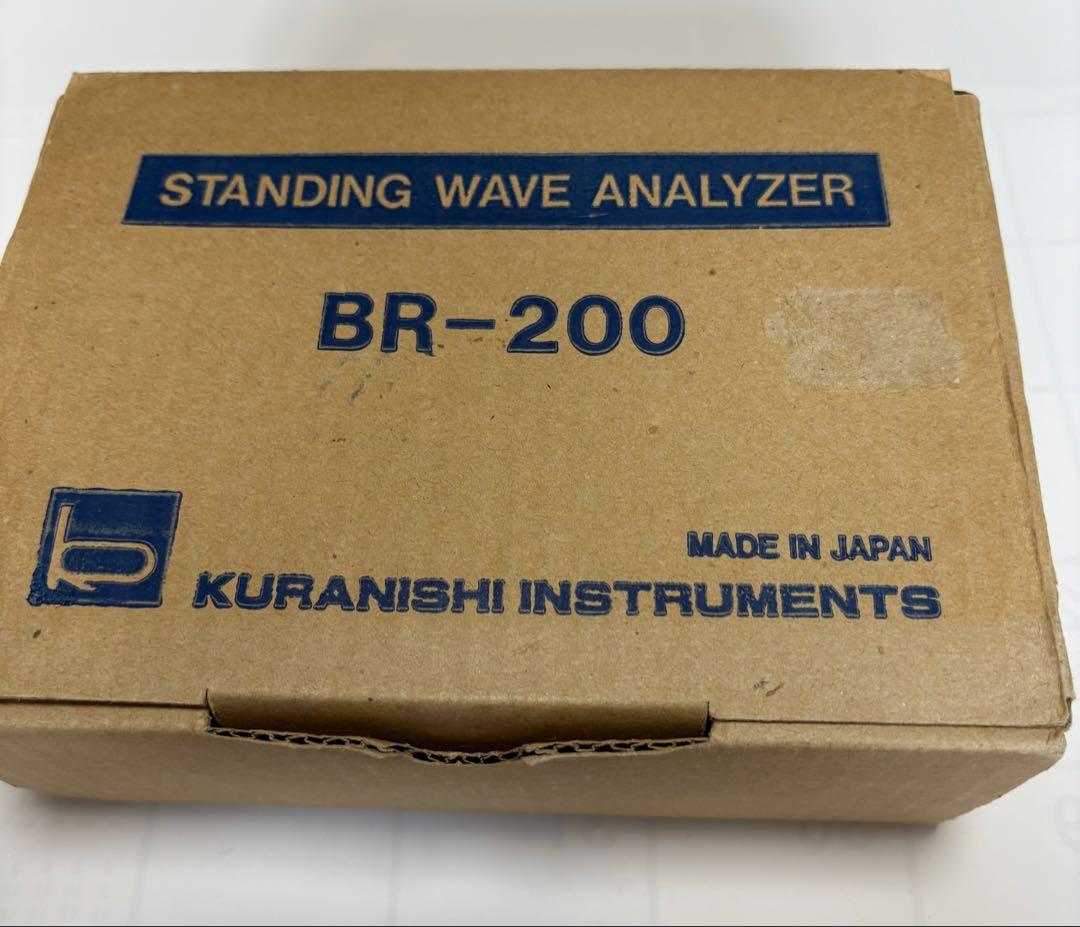 STANDING WAVE ANALYZER
BR-200
MADE IN JAPAN
KURANISHI INSTRUMENTS